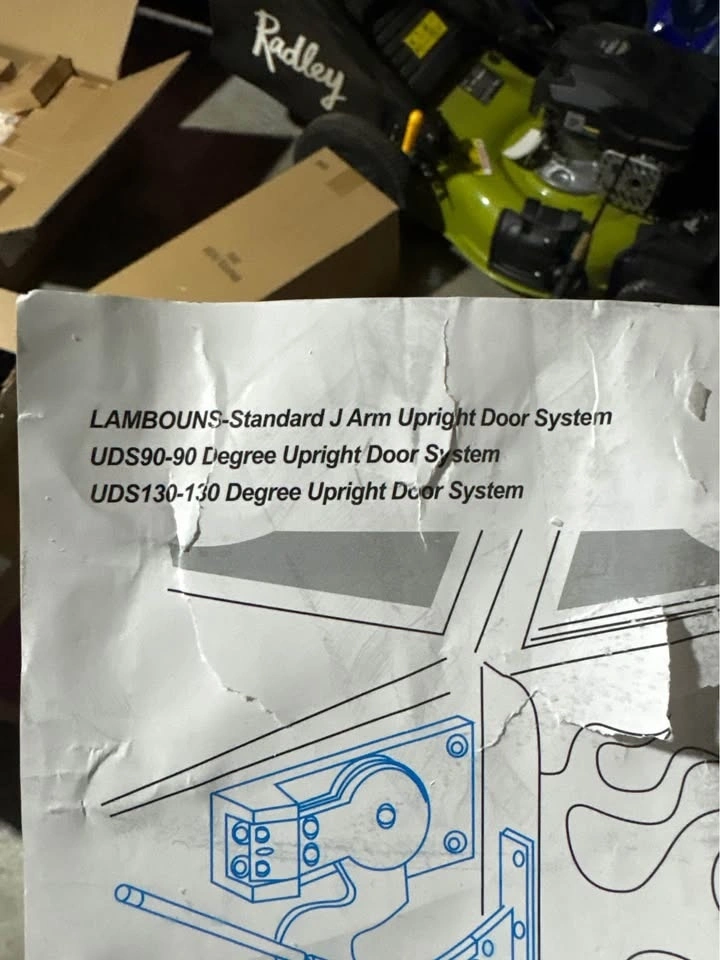 Radley
LAMBOUNS-Standard J Arm Upright Door System
UDS90-90 Degree Upright Door System
UDS130-130 Degree Upright Door System